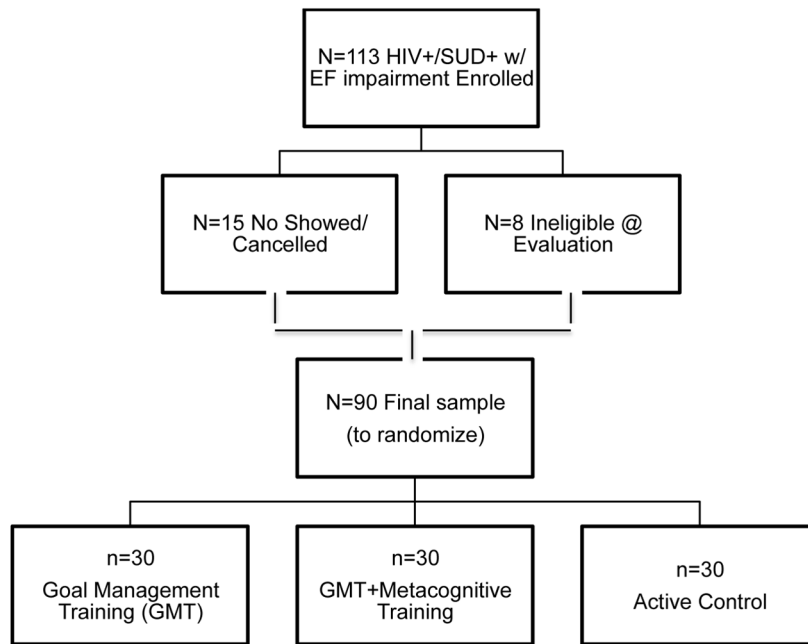 N=113 HIV+/SUD+ w/
EF impairment Enrolled
N=15 No Showed/
Cancelled
N=8 Ineligible @
Evaluation
N=90 Final sample
(to randomize)
n=30
Goal Management
Training (GMT)
n=30
GMT+Metacognitive
Training
n=30
Active Control